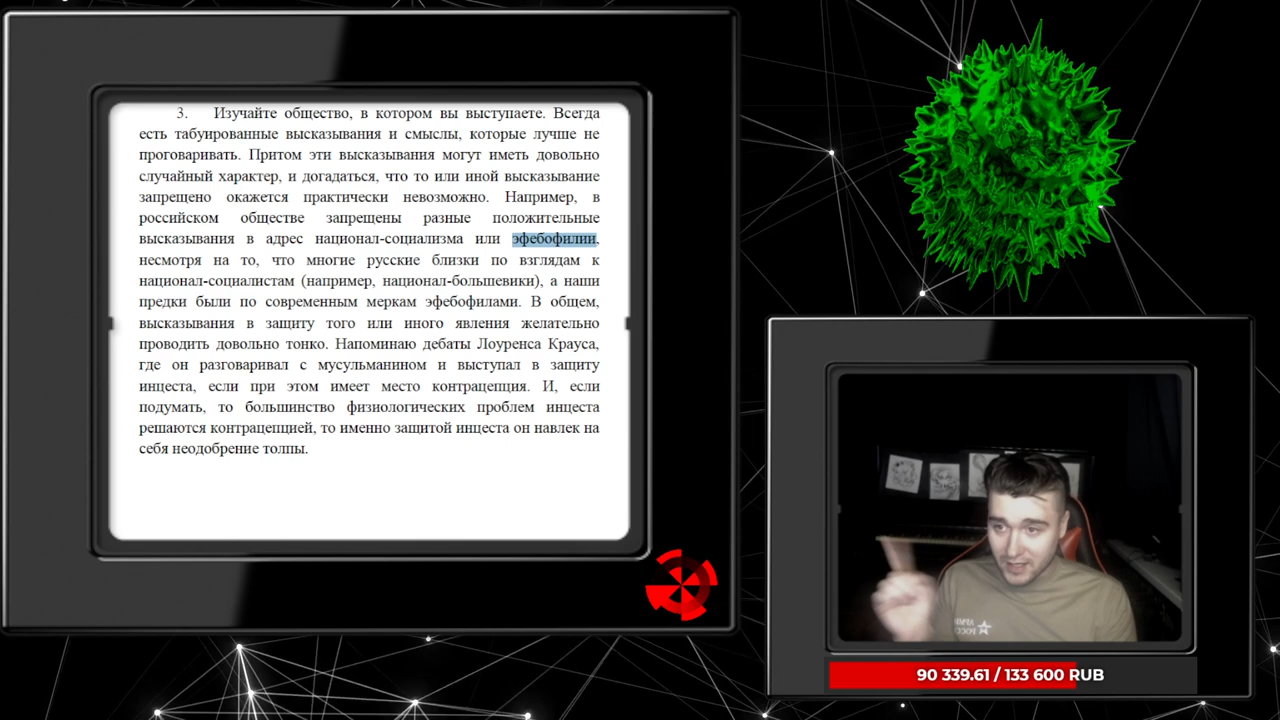 3. Изучайте общество, в котором вы выступаете. Всегда
есть табуированные высказывания и смыслы, которые лучше не
проговаривать. Притом эти высказывания могут иметь довольно
случайный характер, и догадаться, что то или иной высказывание
запрещено окажется практически невозможно. Например, в
российском обществе запрещены разные положительные
высказывания в адрес национал-социализма или эфебофилии,
несмотря на то, что многие русские близки по взглядам к
национал-социалистам (например, национал-большевики), а наши
предки были по современным меркам эфебофилами. В общем,
высказывания в защиту того или иного явления желательно
проводить довольно тонко. Напоминаю дебаты Лоуренса Крауса,
где он разговаривал с мусульманином и выступал в защиту
инцеста, если при этом имеет место контрацепция. И, если
подумать, то большинство физиологических проблем инцеста
решаются контрацепцией, то именно защитой инцеста он навлек на
себя неодобрение толпы.
90 339.61 / 133 600 RUB